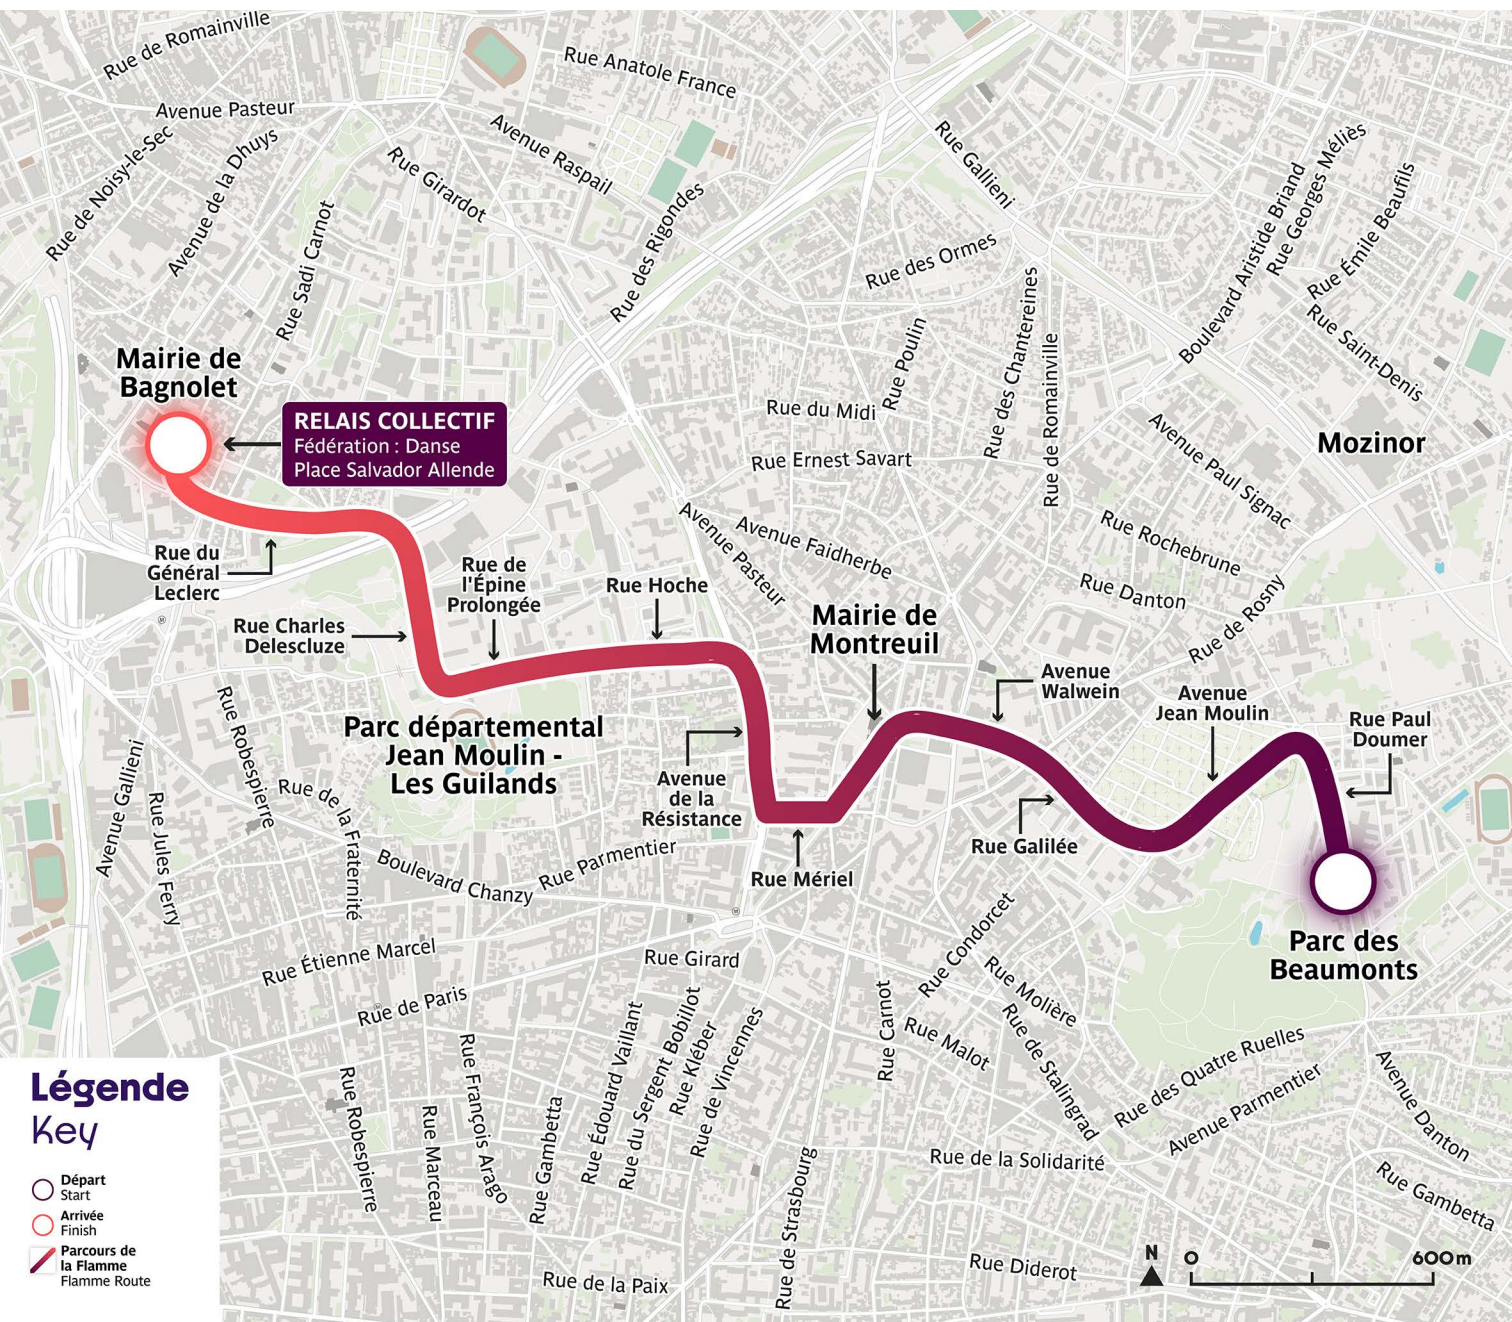 Rue de Romainville
Rue Anatole France
Avenue Pasteur
Avenue Raspail
Rue de Noisy-le-Sec
Avenue de la Dhuys
Rue Girardot
Rue Sadi Carnot
Rue des Rigondes
Rue Gallieni
Rue des Ormes
Boulevard Aristide Briand
Rue Georges Méliès
Rue Émile Beaufils
Rue Saint-Denis
Rue Poulin
Rue des Chantereines
Rue de Romainville
Mairie de
Bagnolet
RELAIS COLLECTIF
Fédération : Danse
Place Salvador Allende
Rue du Midi
Rue Ernest Savart
Avenue Paul Signac
Mozinor
Avenue Pasteur
Avenue Faidherbe
Rue Rochebrune
Rue Danton
Rue de Rosny
Rue du
Général
Leclerc
Rue de
l'Épine
Prolongée
Rue Hoche
Rue Charles
Delescluze
Mairie de
Montreuil
Avenue
Walwein
Avenue
Jean Moulin
Rue Paul
Doumer
Parc départemental
Jean Moulin -
Les Guilands
Avenue
de la
Résistance
Rue Mériel
Rue Galilée
Rue Robespierre
Avenue Gallieni
Rue Jules Ferry
Rue de la Fraternité
Boulevard Chanzy
Rue Parmentier
Rue Étienne Marcel
Rue de Paris
Rue Girard
Rue Condorcet
Rue Molière
Parc des
Beaumonts
Rue Carnot
Rue Malot
Rue de Stalingrad
Rue des Quatre Ruelles
Avenue Parmentier
Avenue Danton
Rue Gambetta
Rue Robespierre
Rue Marceau
Rue François Arago
Rue Gambetta
Rue Édouard Vaillant
Rue du Sergent Bobillot
Rue Kléber
Rue de Vincennes
Rue de Strasbourg
Rue de la Solidarité
Rue Diderot
Rue de la Paix
Légende
Key
Départ
Start
Arrivée
Finish
Parcours de
la Flamme
Flamme Route
N
0
600m